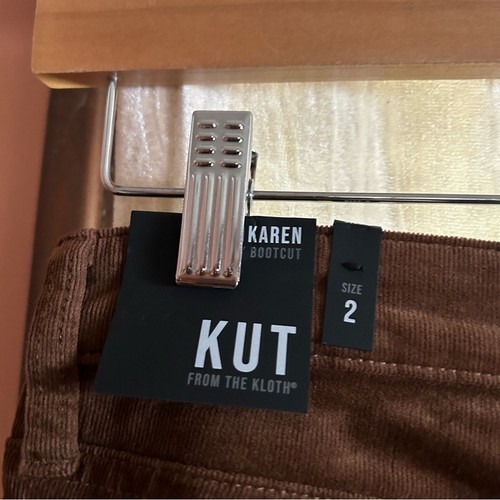 KAREN
BOOTCUT
SIZE
2
KUT
FROM THE KLOTH®